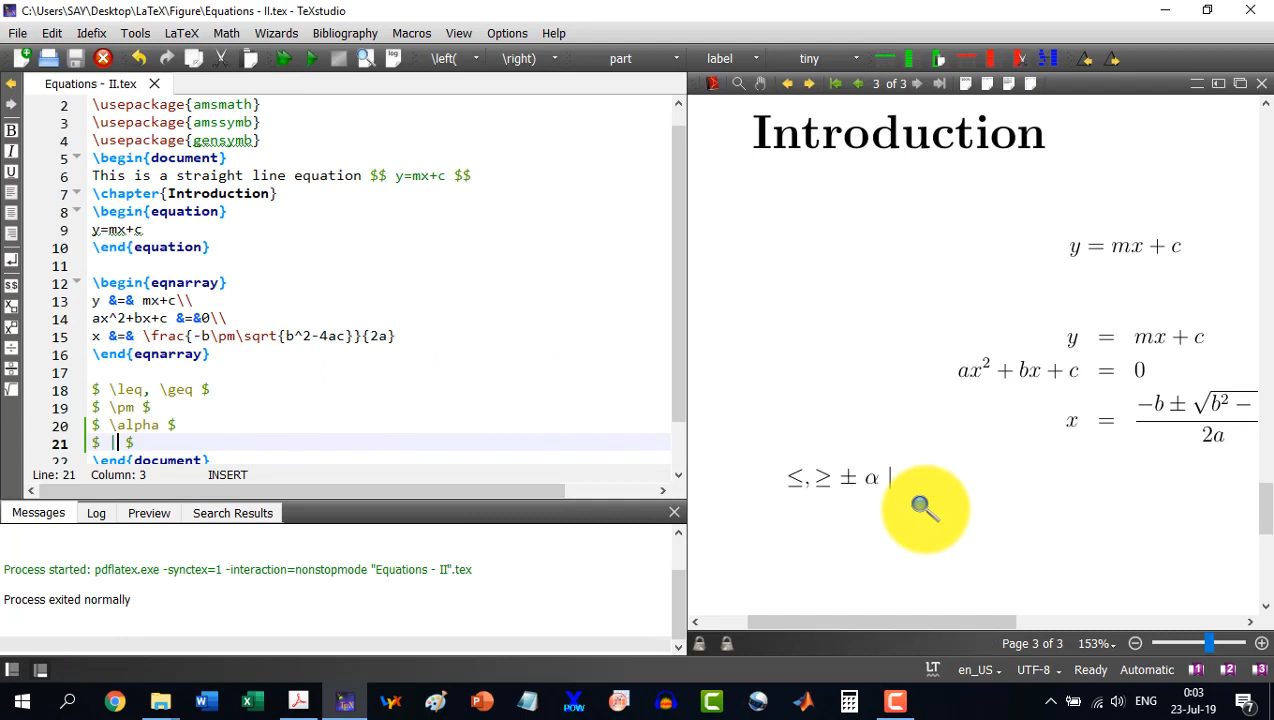 C:\Users\SAY\Desktop\LaTeX\Figure\Equations - II.tex - TeXstudio
File Edit Idefix Tools LaTeX Math Wizards Bibliography Macros View Options Help
\left( \right) part label tiny
Equations - II.tex
3 of 3
2 \usepackage{amsmath}
3 \usepackage{amssymb}
4 \usepackage{gensymb}
5 \begin{document}
6 This is a straight line equation $$ y=mx+c $$
7 \chapter{Introduction}
8 \begin{equation}
9 y=mx+c
10 \end{equation}
11
12 \begin{eqnarray}
13 y &=& mx+c\\
14 ax^2+bx+c &=&0\\
15 x &=& \frac{-b\pm\sqrt{b^2-4ac}}{2a}
16 \end{eqnarray}
17
18 $ \leq, \geq $
19 $ \pm $
20 $ \alpha $
21 $ | $
22 \end{document}
Line: 21 Column: 3 INSERT
Messages Log Preview Search Results
Process started: pdflatex.exe -synctex=1 -interaction=nonstopmode "Equations - II".tex
Process exited normally
Introduction
y = mx + c
y = mx + c
ax² + bx + c = 0
x = −b ± √b² −
2a
≤, ≥ ± α |
Page 3 of 3 153%
LT en_US UTF-8 Ready Automatic 1 2 3
ENG
0:03
23-Jul-19
7